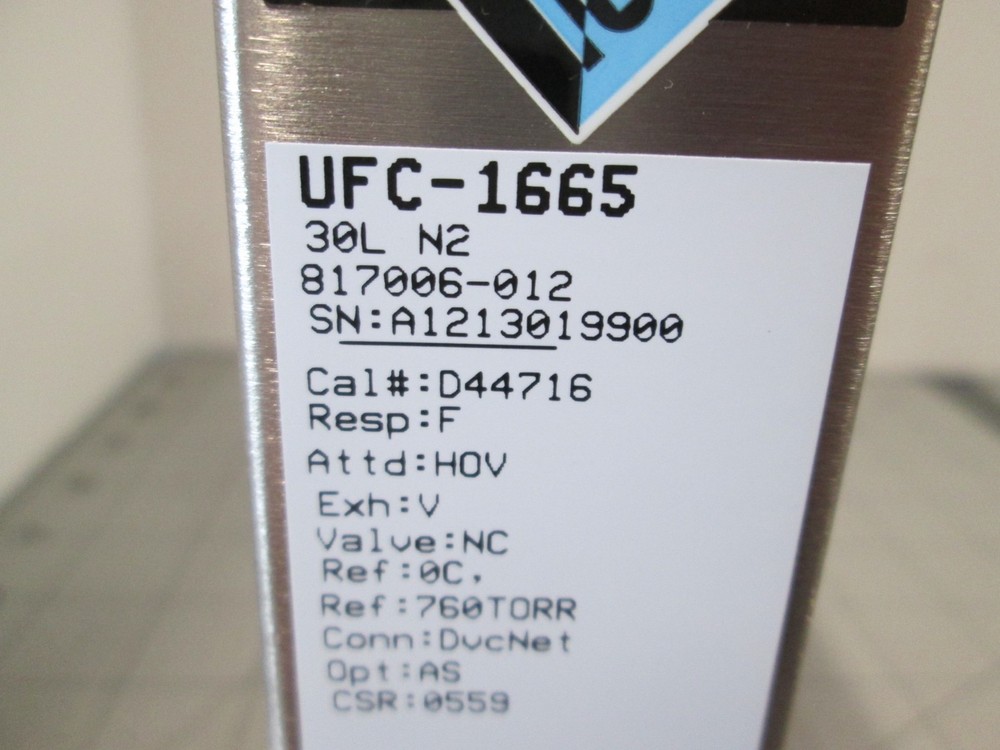 UFC-1665
30L N2
817006-012
SN:A1213019900
Cal#:D44716
Resp:F
Attd:HOV
Exh:V
Valve:NC
Ref:0C,
Ref:760TORR
Conn:DvcNet
Opt:AS
CSR:0559